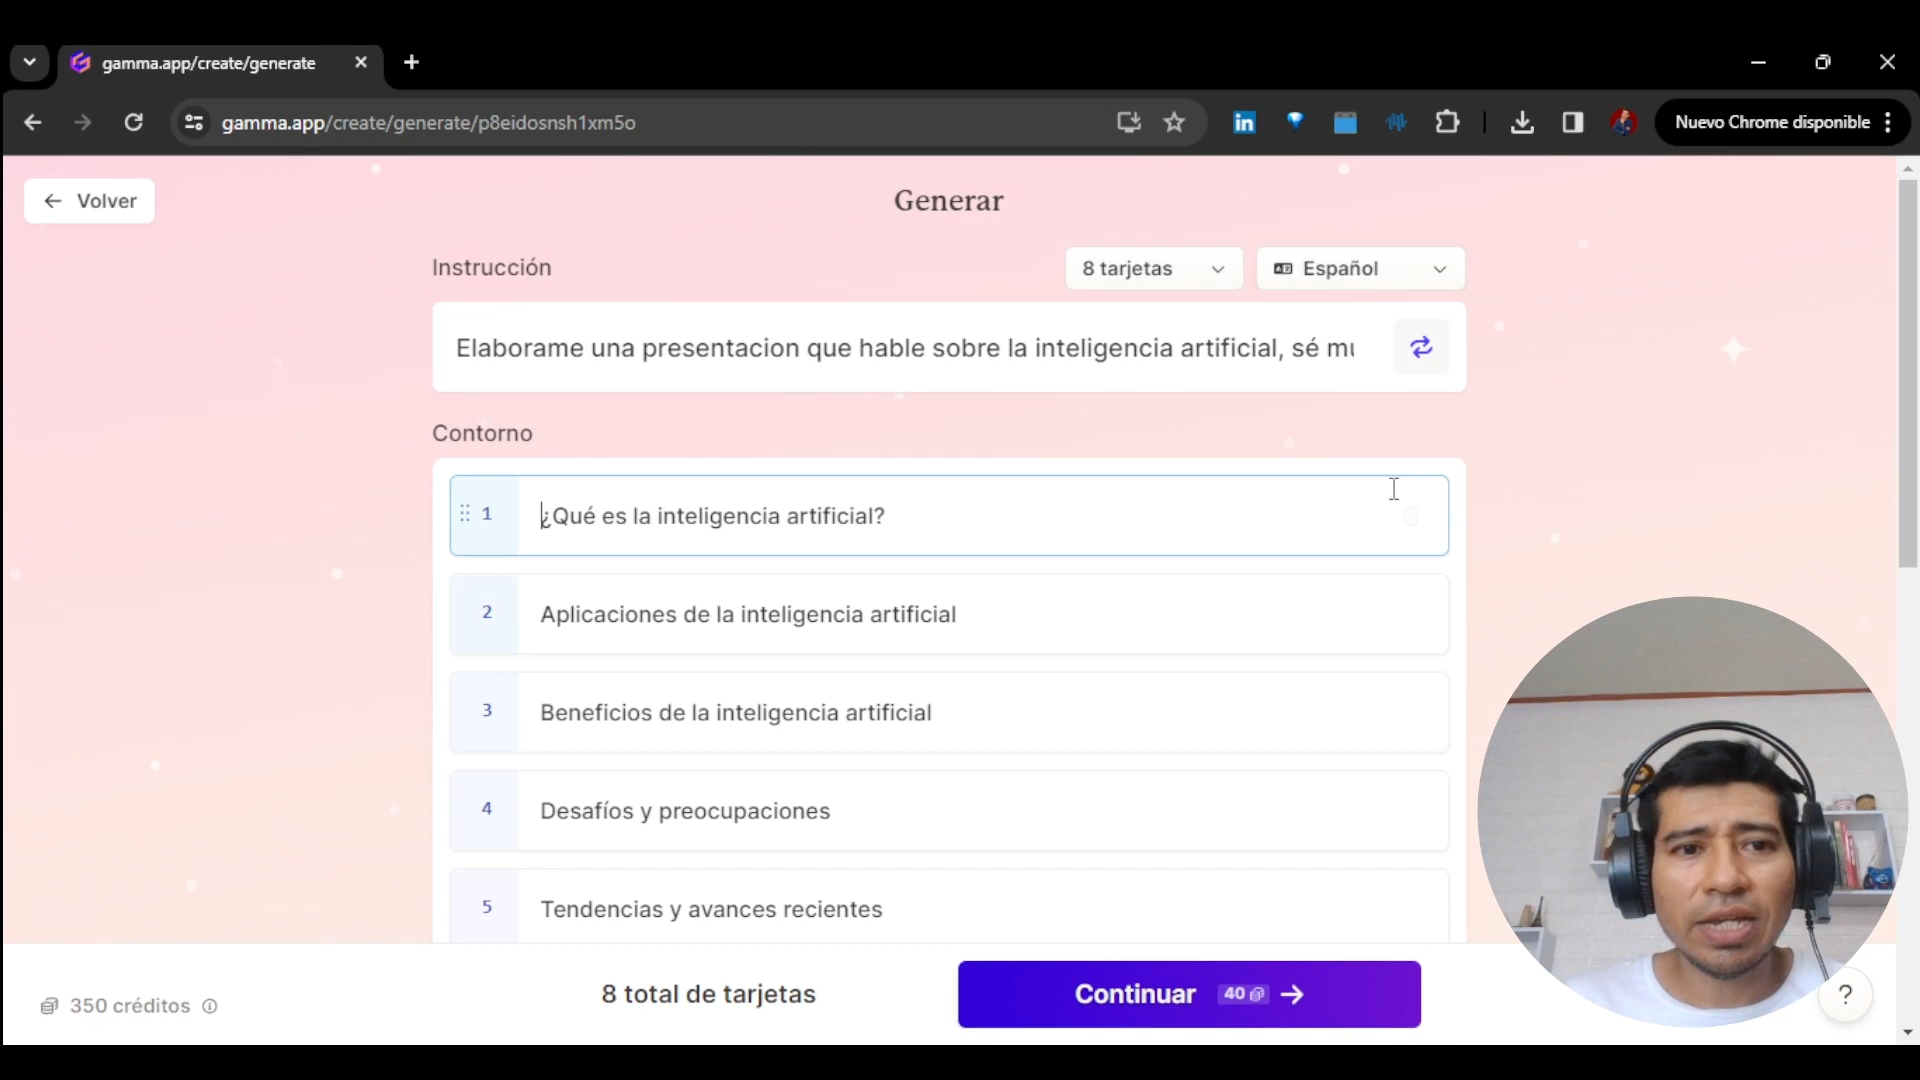 gamma.app/create/generate
gamma.app/create/generate/p8eidosnsh1xm5o
Nuevo Chrome disponible
Volver
Generar
Instrucción
8 tarjetas
Español
Elaborame una presentacion que hable sobre la inteligencia artificial, sé mu
Contorno
1 ¿Qué es la inteligencia artificial?
2 Aplicaciones de la inteligencia artificial
3 Beneficios de la inteligencia artificial
4 Desafíos y preocupaciones
5 Tendencias y avances recientes
350 créditos
8 total de tarjetas
Continuar 40
?